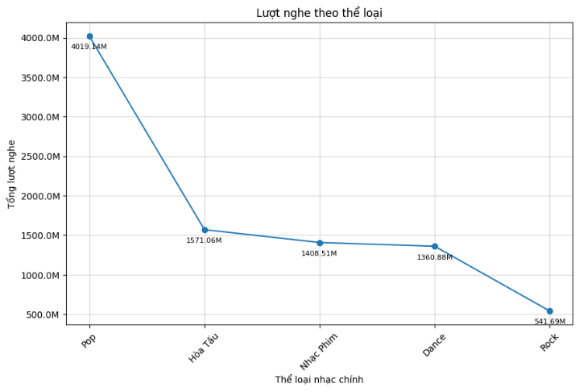 Lượt nghe theo thể loại
4000.0M
3500.0M
3000.0M
2500.0M
2000.0M
1500.0M
1000.0M
500.0M
Tổng lượt nghe
4019.14M
1571.06M
1408.51M
1360.88M
541.69M
Pop
Hòa Tấu
Nhạc Phim
Dance
Rock
Thể loại nhạc chính